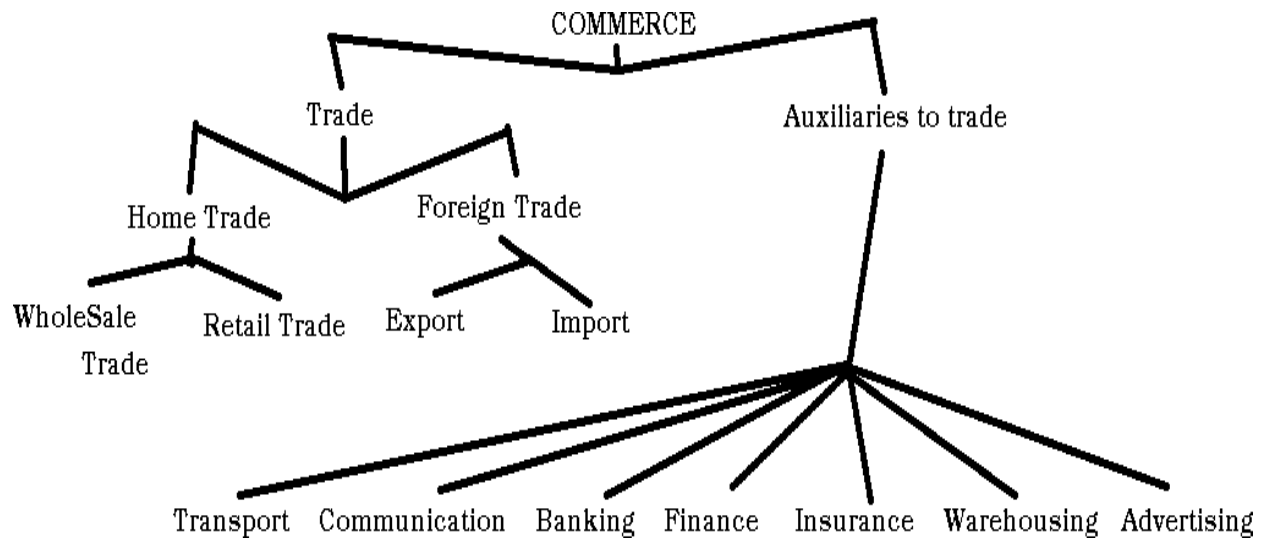 COMMERCE
Trade
Auxiliaries to trade
Home Trade
Foreign Trade
WholeSale
Trade
Retail Trade
Export
Import
Transport
Communication
Banking
Finance
Insurance
Warehousing
Advertising